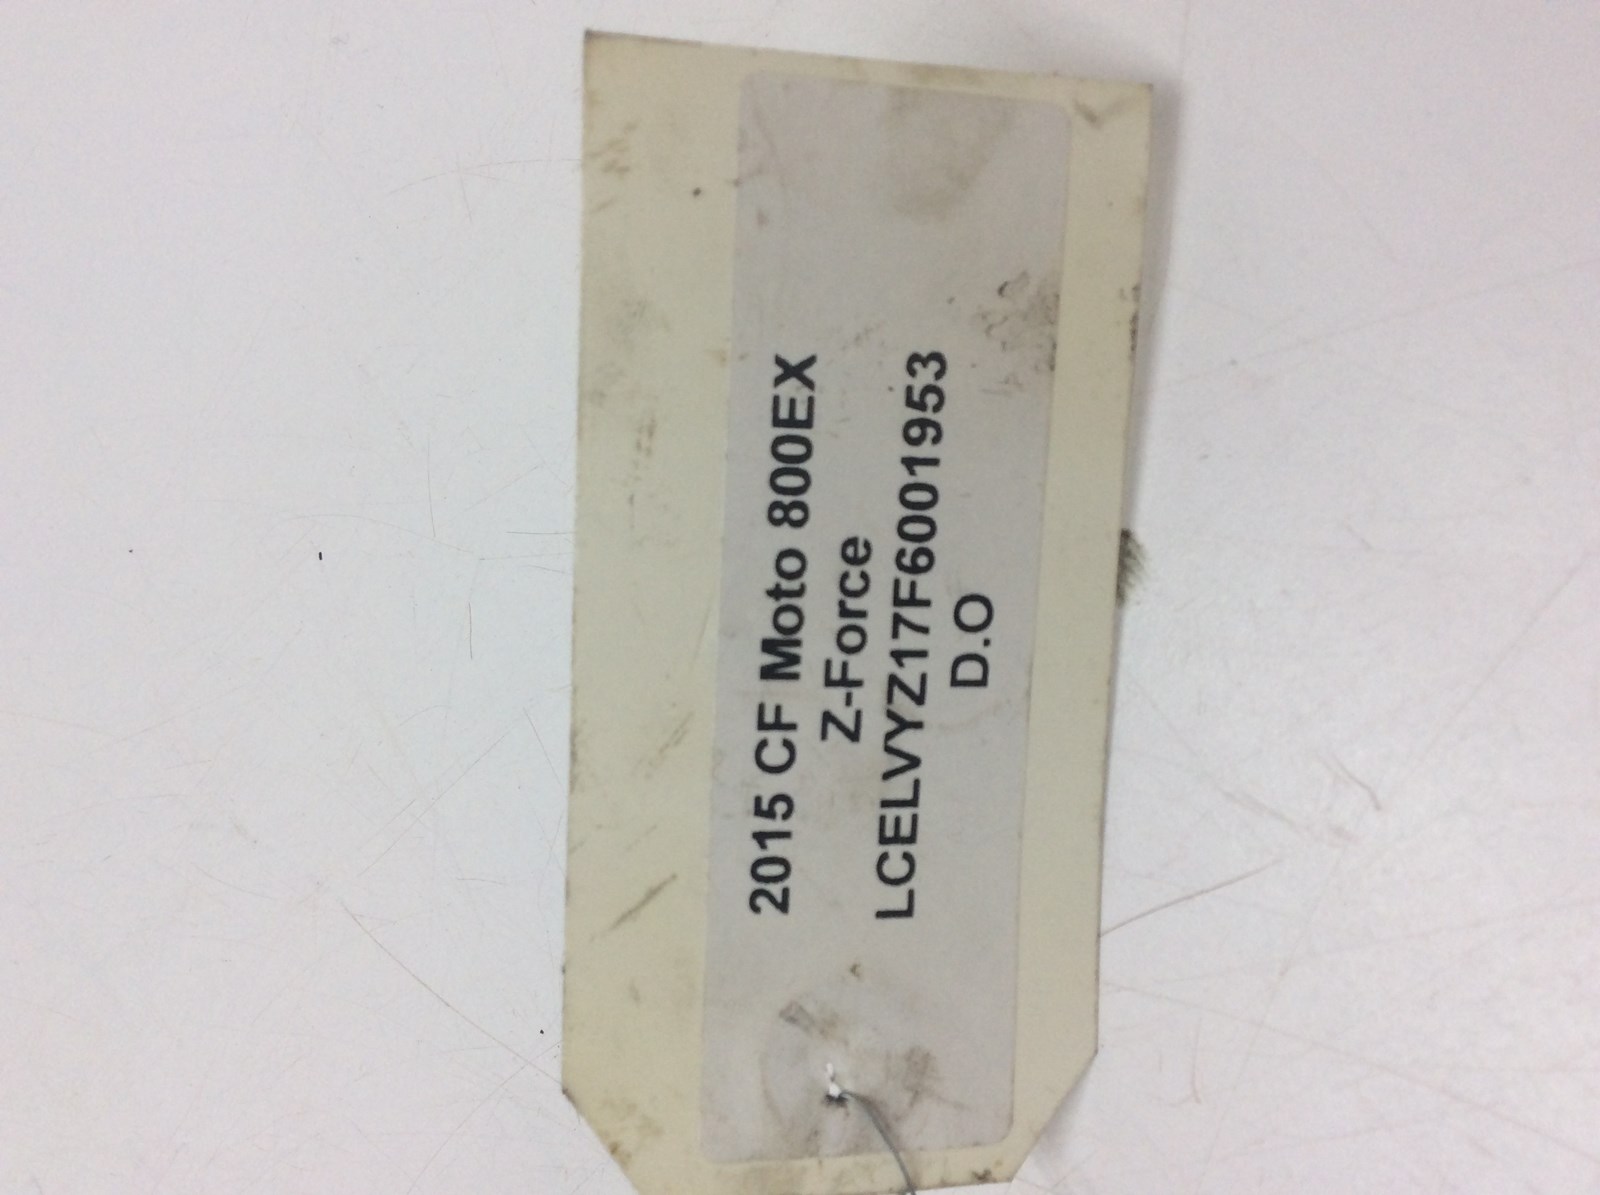 2015 CF Moto 800EX
Z-Force
LCELVYZ17F6001953
D.O